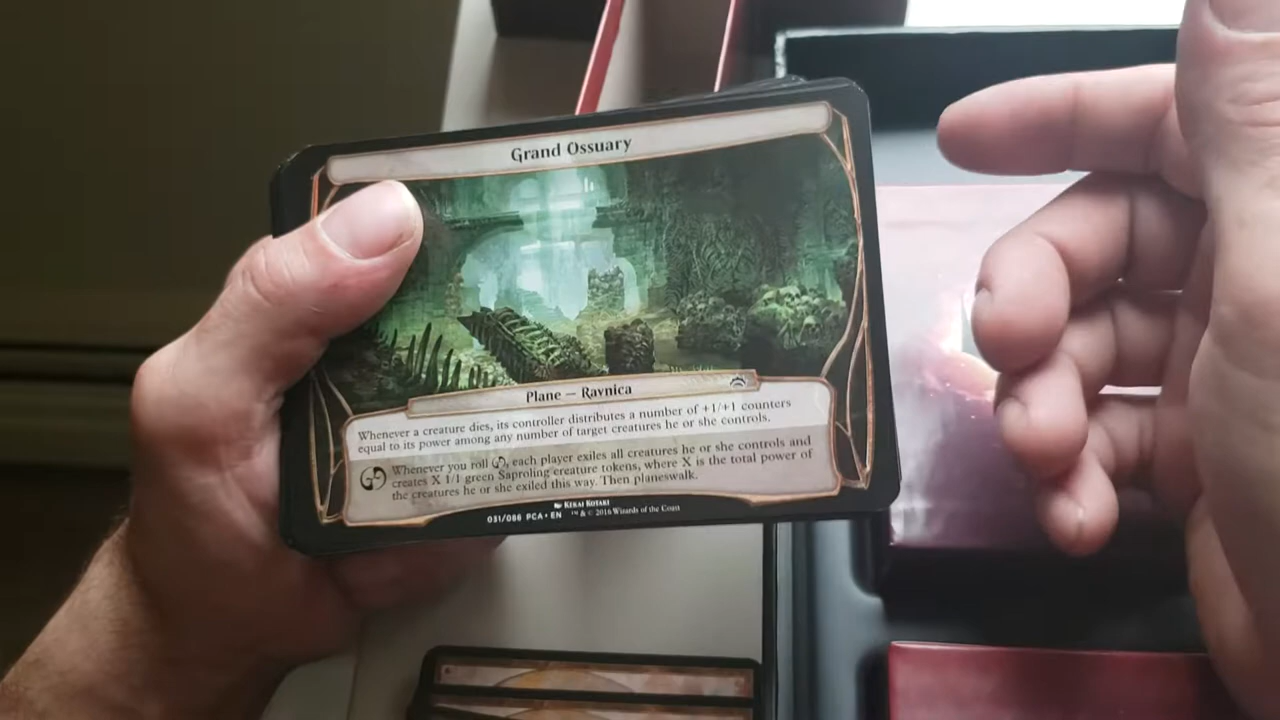 Grand Ossuary
Plane — Ravnica
Whenever a creature dies, its controller distributes a number of +1/+1 counters
equal to its power among any number of target creatures he or she controls.
Whenever you roll , each player exiles all creatures he or she controls and
creates X 1/1 green Saproling creature tokens, where X is the total power of
the creatures he or she exiled this way. Then planeswalk.
Kekai Kotaki
031/086 PCA • EN ™ & © 2016 Wizards of the Coast